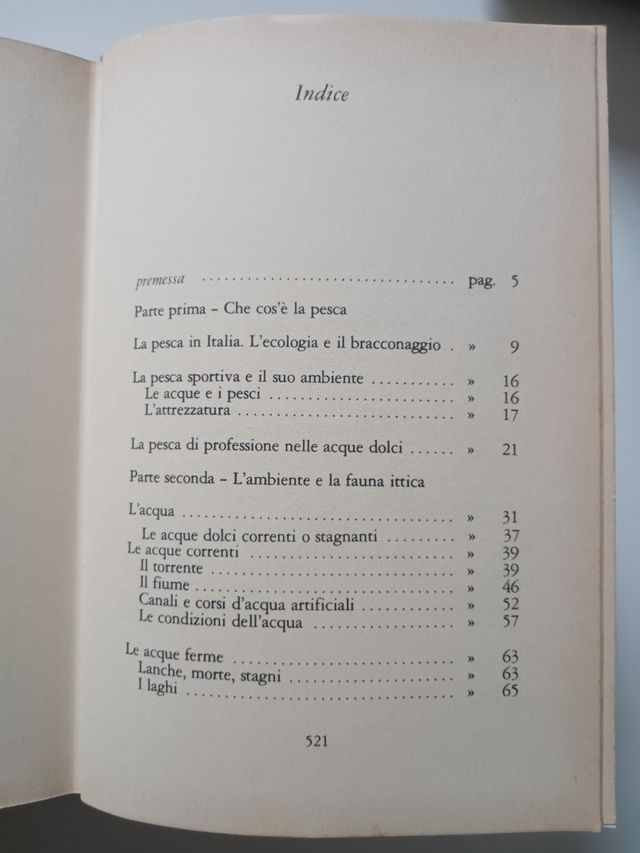 Indice
premessa .................................. pag. 5
Parte prima – Che cos'è la pesca
La pesca in Italia. L'ecologia e il bracconaggio . » 9
La pesca sportiva e il suo ambiente ........... » 16
Le acque e i pesci ...................... » 16
L'attrezzatura .......................... » 17
La pesca di professione nelle acque dolci ...... » 21
Parte seconda – L'ambiente e la fauna ittica
L'acqua .................................. » 31
Le acque dolci correnti o stagnanti ......... » 37
Le acque correnti ........................ » 39
Il torrente .............................. » 39
Il fiume ................................ » 46
Canali e corsi d'acqua artificiali ............ » 52
Le condizioni dell'acqua .................. » 57
Le acque ferme .......................... » 63
Lanche, morte, stagni .................... » 63
I laghi .................................. » 65
521